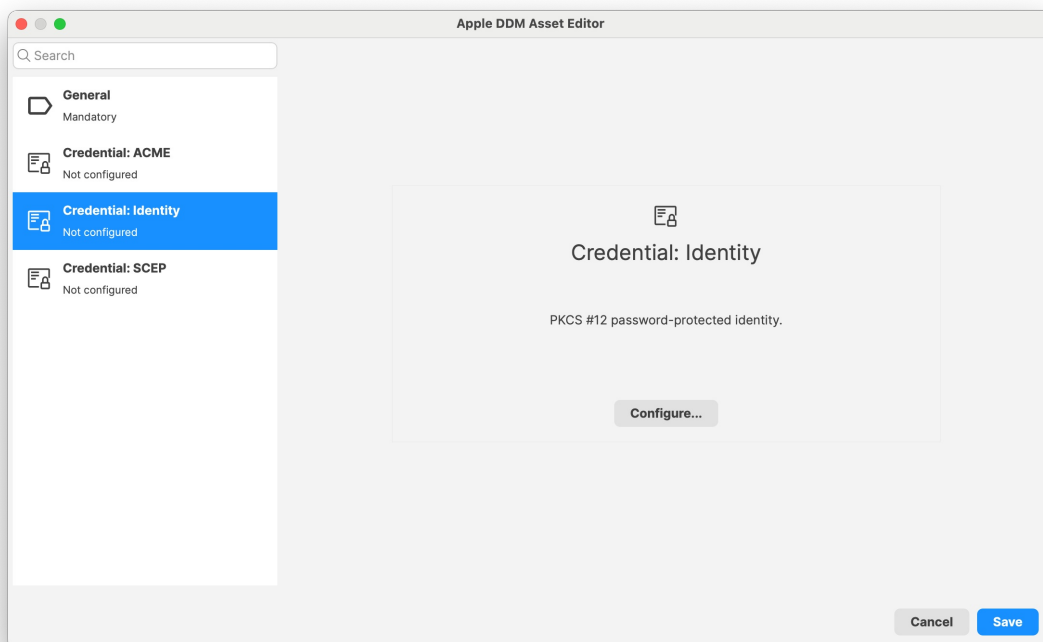 Apple DDM Asset Editor
Search
General
Mandatory
Credential: ACME
Not configured
Credential: Identity
Not configured
Credential: SCEP
Not configured
Credential: Identity
PKCS #12 password-protected identity.
Configure...
Cancel
Save